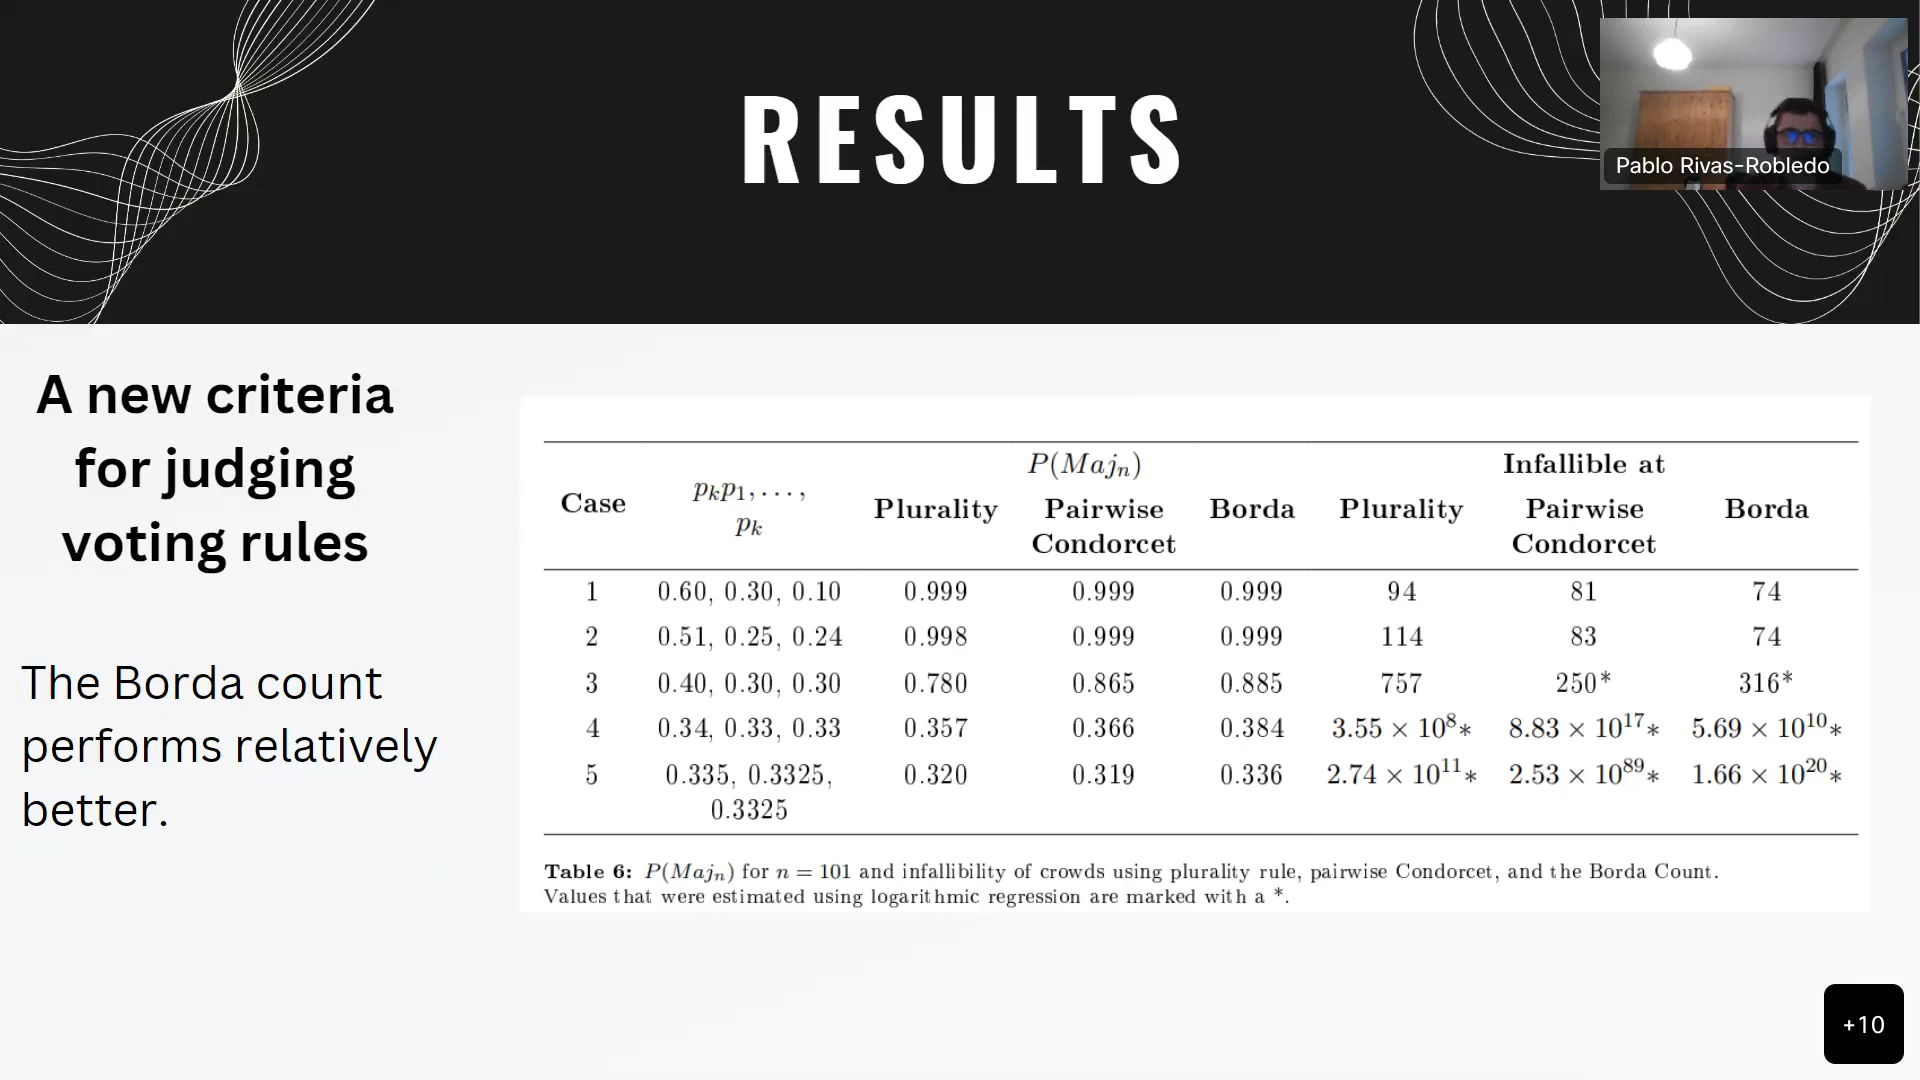 RESULTS
Pablo Rivas-Robledo
A new criteria
for judging
voting rules
The Borda count
performs relatively
better.
P(Maj_n) Infallible at
Case p_k p_1, . . . , p_k Plurality Pairwise Condorcet Borda Plurality Pairwise Condorcet Borda
1 0.60, 0.30, 0.10 0.999 0.999 0.999 94 81 74
2 0.51, 0.25, 0.24 0.998 0.999 0.999 114 83 74
3 0.40, 0.30, 0.30 0.780 0.865 0.885 757 250* 316*
4 0.34, 0.33, 0.33 0.357 0.366 0.384 3.55 × 10^8* 8.83 × 10^17* 5.69 × 10^10*
5 0.335, 0.3325, 0.3325 0.320 0.319 0.336 2.74 × 10^11* 2.53 × 10^89* 1.66 × 10^20*
Table 6: P(Maj_n) for n = 101 and infallibility of crowds using plurality rule, pairwise Condorcet, and the Borda Count.
Values that were estimated using logarithmic regression are marked with a *.
+10